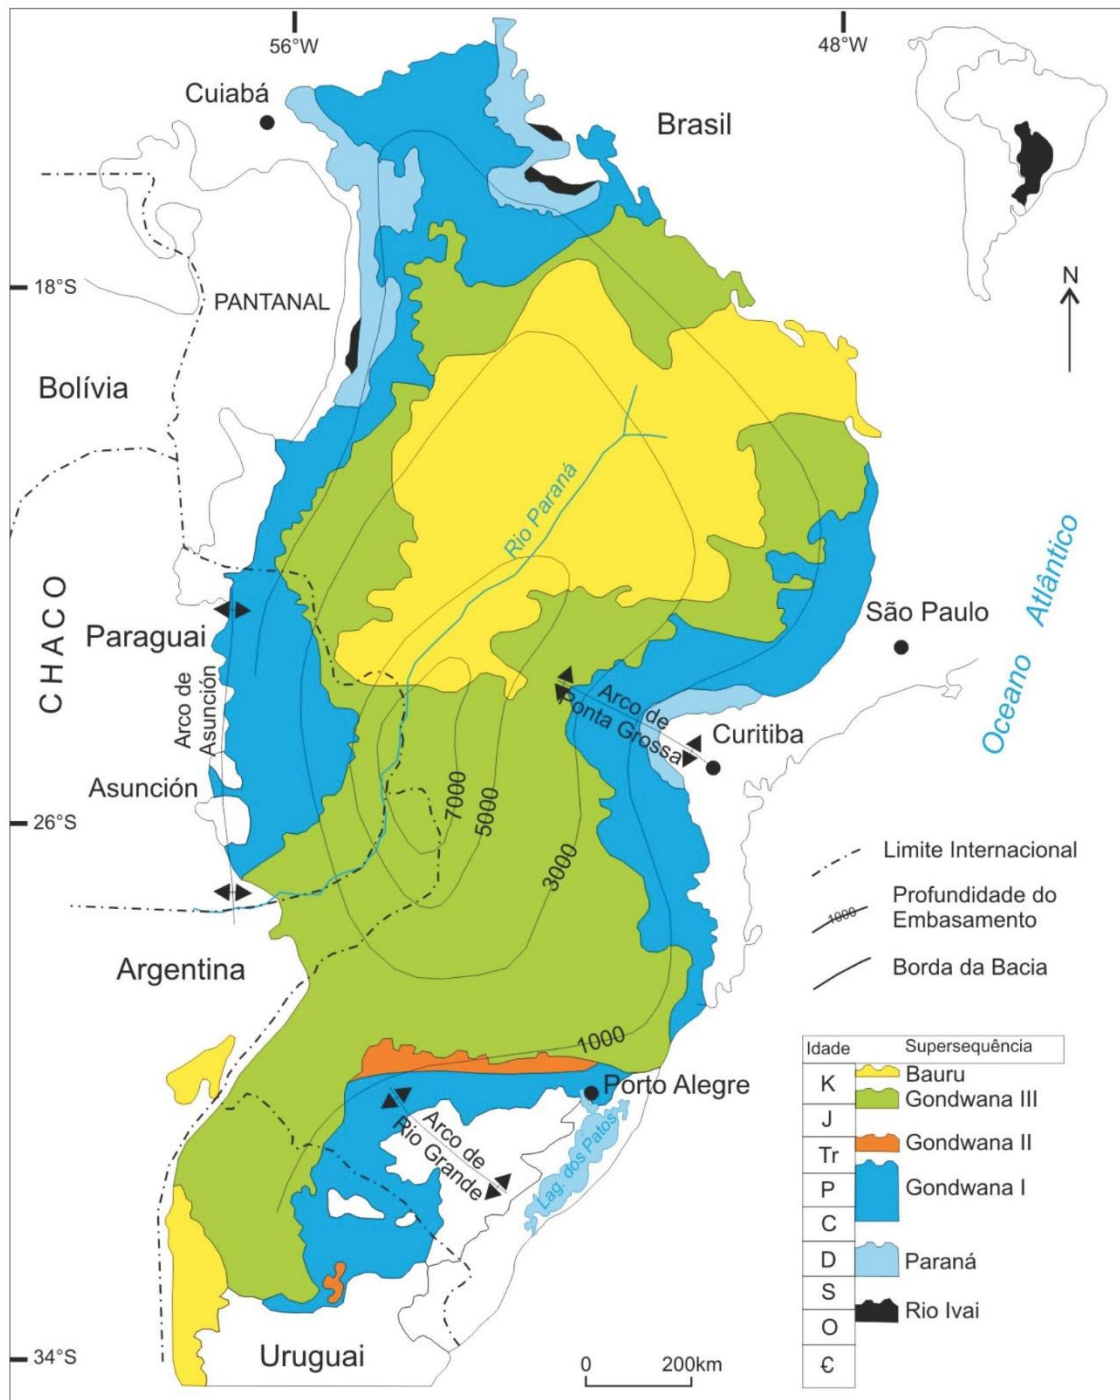 56°W
48°W
Cuiabá
Brasil
N
18°S
PANTANAL
Bolívia
Rio Paraná
CHACO
Paraguai
Arco de
Asunción
São Paulo
Oceano Atlântico
Arco de
Ponta Grossa
Curitiba
Asunción
7000
5000
3000
26°S
Argentina
1000
Porto Alegre
Arco de
Rio Grande
Lag. dos Patos
Uruguai
34°S
0
200km
Limite Internacional
1000
Profundidade do
Embasamento
Borda da Bacia
Idade Supersequência
K
Bauru
Gondwana III
J
Tr
Gondwana II
P
Gondwana I
C
D
Paraná
S
O
Rio Ivai
Ꞓ